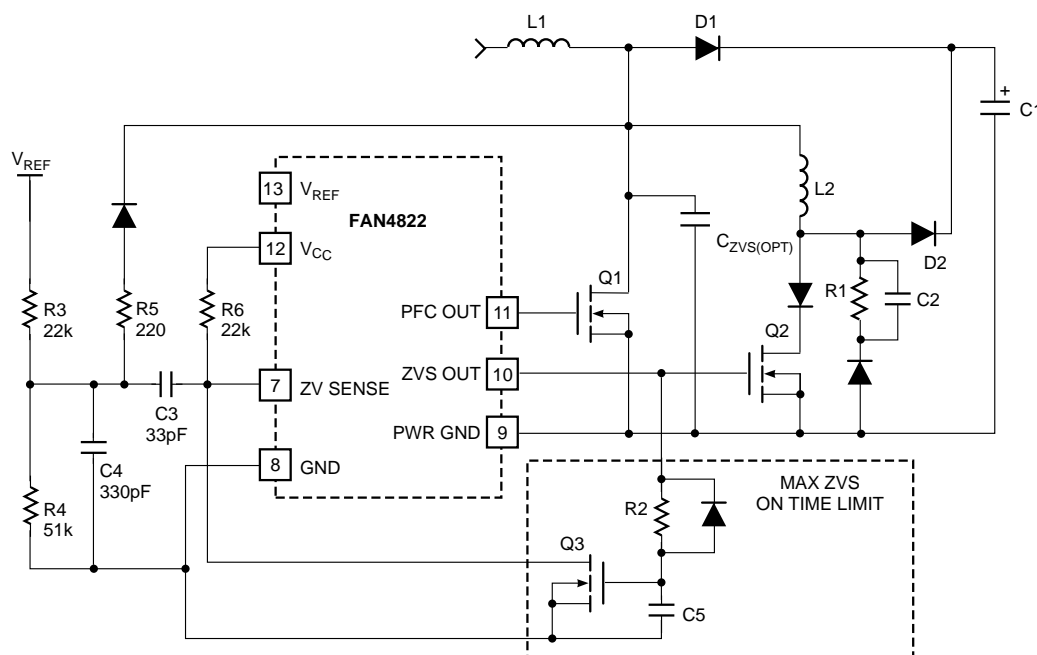 L1
D1
+
C1
VREF
13
VREF
FAN4822
L2
12
VCC
CZVS(OPT)
D2
R3
22k
R5
220
R6
22k
PFC OUT
11
Q1
R1
C2
Q2
ZVS OUT
10
7
ZV SENSE
C3
33pF
PWR GND
9
8
GND
C4
330pF
R4
51k
MAX ZVS
ON TIME LIMIT
R2
Q3
C5